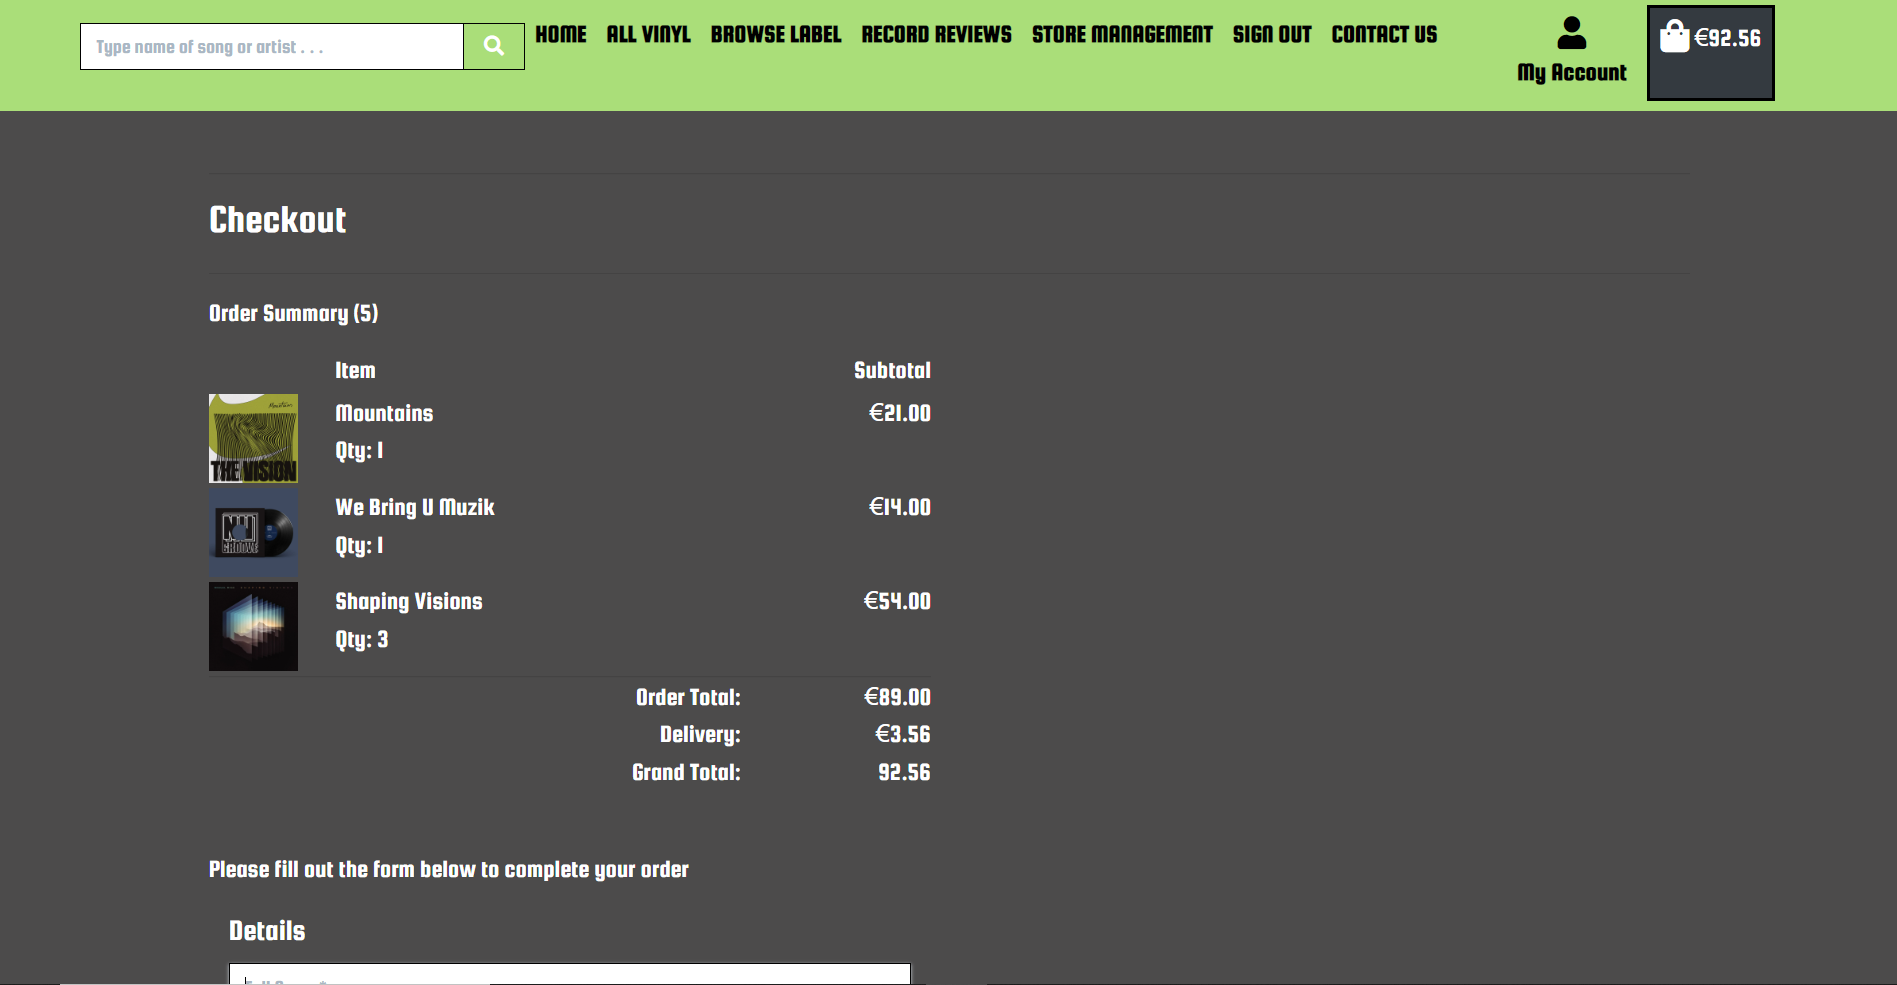 Type name of song or artist . . .
HOME
ALL VINYL
BROWSE LABEL
RECORD REVIEWS
STORE MANAGEMENT
SIGN OUT
CONTACT US
My Account
€92.56
Checkout
Order Summary (5)
Item Subtotal
Mountains €21.00
Qty: 1
THE VISION
We Bring U Muzik €14.00
Qty: 1
GROOVE
Shaping Visions €54.00
Qty: 3
Order Total: €89.00
Delivery: €3.56
Grand Total: 92.56
Please fill out the form below to complete your order
Details